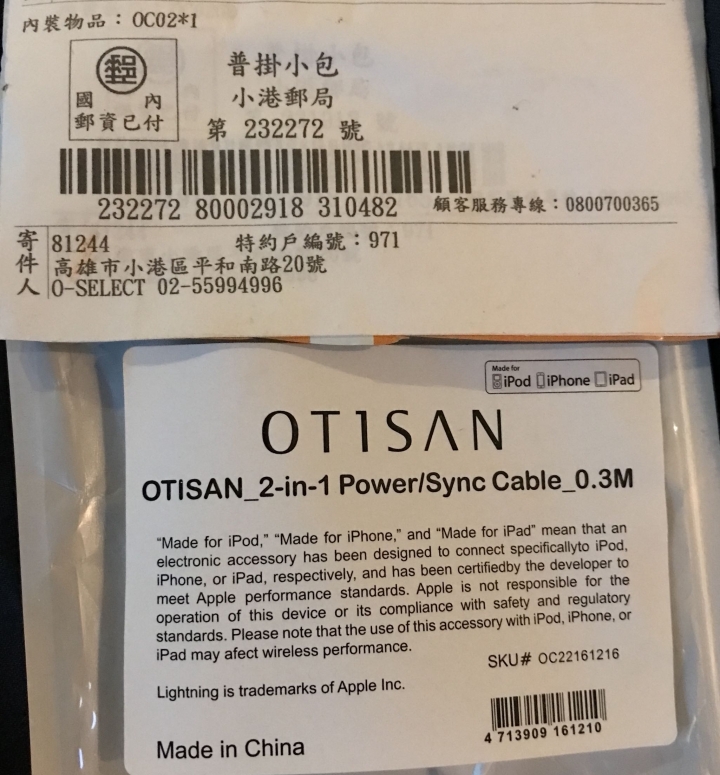 內裝物品：OC02*1
郵
國 內
郵資已付
普掛小包
小港郵局
第 232272 號
232272 80002918 310482
顧客服務專線：0800700365
寄件人
81244 特約戶編號：971
高雄市小港區平和南路20號
O-SELECT 02-55994996
Made for
iPod iPhone iPad
OTISAN
OTISAN_2-in-1 Power/Sync Cable_0.3M
“Made for iPod,” “Made for iPhone,” and “Made for iPad” mean that an
electronic accessory has been designed to connect specificallyto iPod,
iPhone, or iPad, respectively, and has been certifiedby the developer to
meet Apple performance standards. Apple is not responsible for the
operation of this device or its compliance with safety and regulatory
standards. Please note that the use of this accessory with iPod, iPhone, or
iPad may afect wireless performance.
SKU# OC22161216
Lightning is trademarks of Apple Inc.
4 713909 161210
Made in China